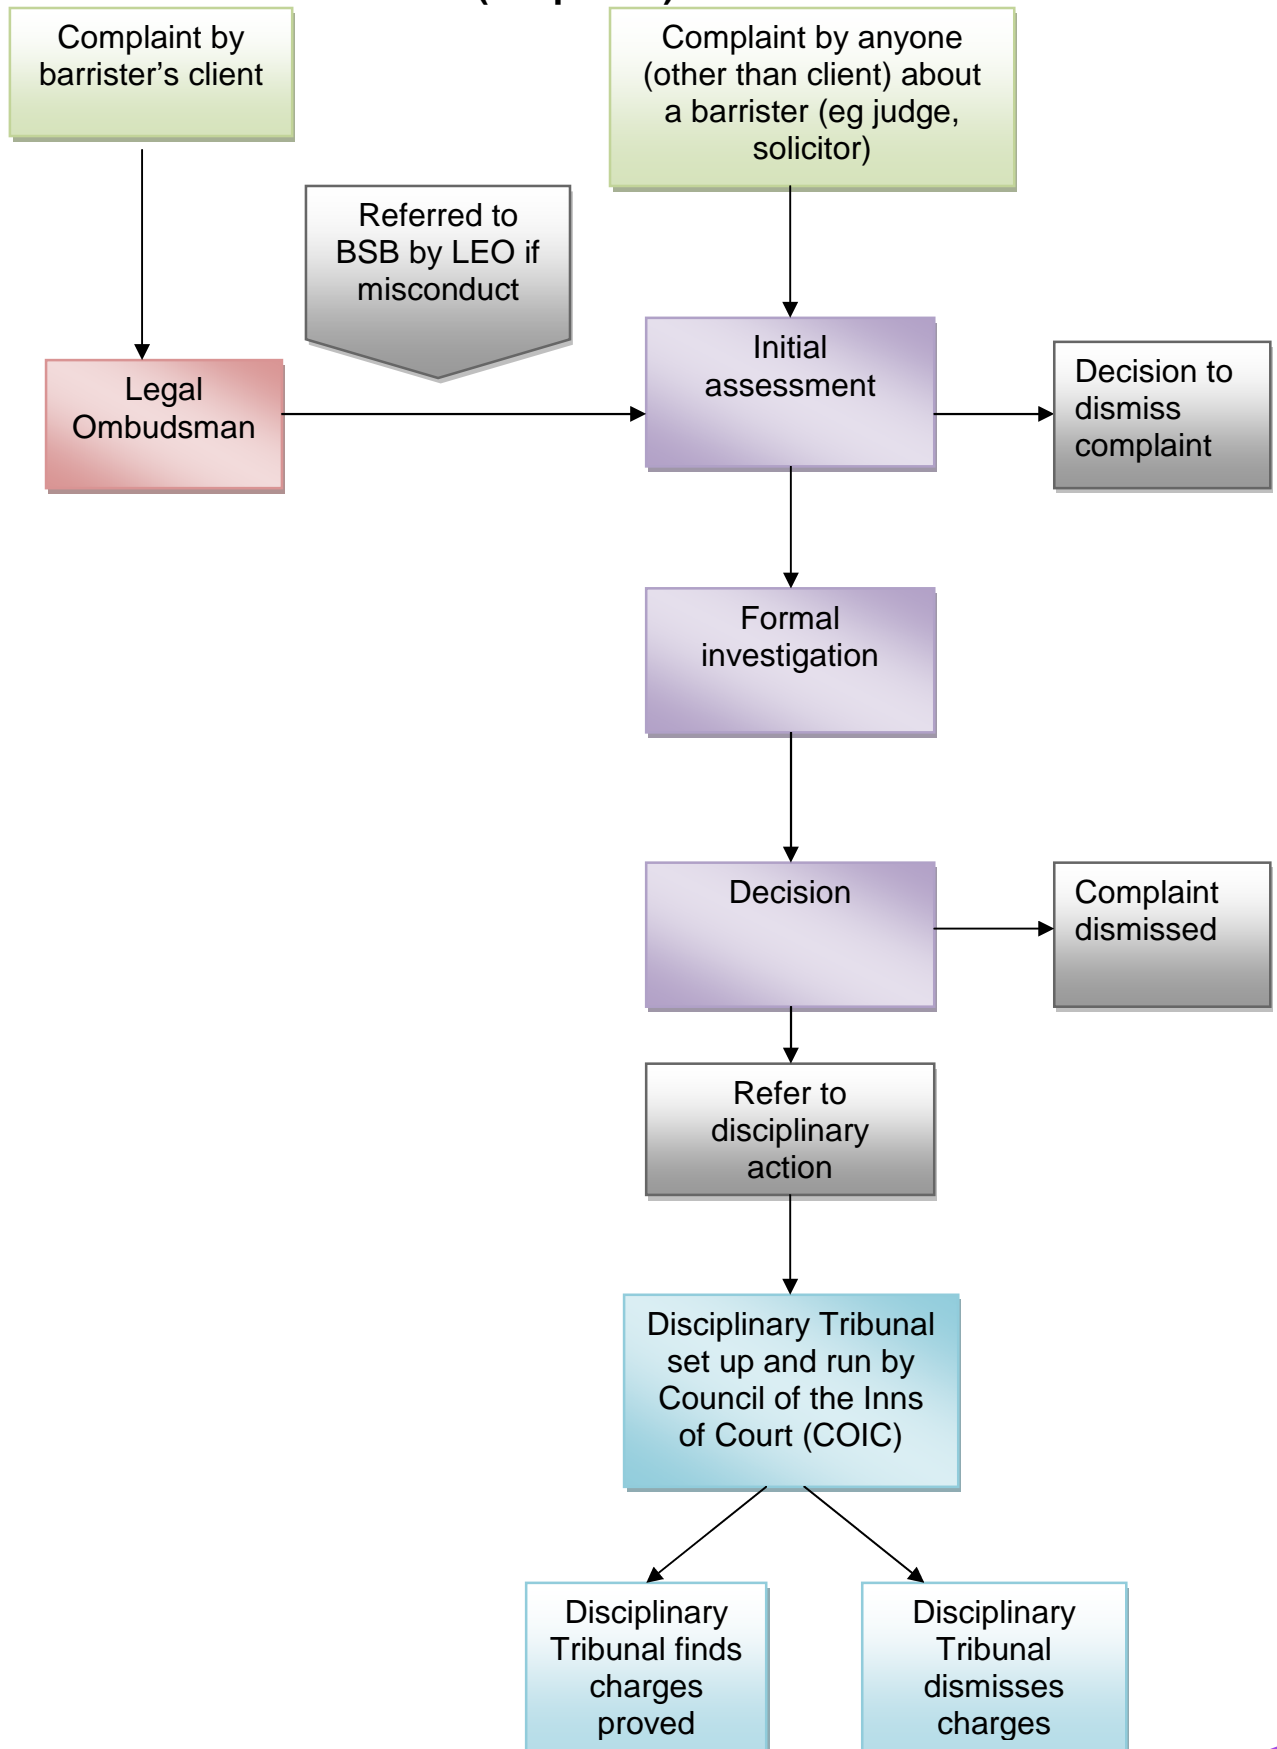 Complaint by
barrister's client
Complaint by anyone
(other than client) about
a barrister (eg judge,
solicitor)
Referred to
BSB by LEO if
misconduct
Legal
Ombudsman
Initial
assessment
Decision to
dismiss
complaint
Formal
investigation
Decision
Complaint
dismissed
Refer to
disciplinary
action
Disciplinary Tribunal
set up and run by
Council of the Inns
of Court (COIC)
Disciplinary
Tribunal finds
charges
proved
Disciplinary
Tribunal
dismisses
charges